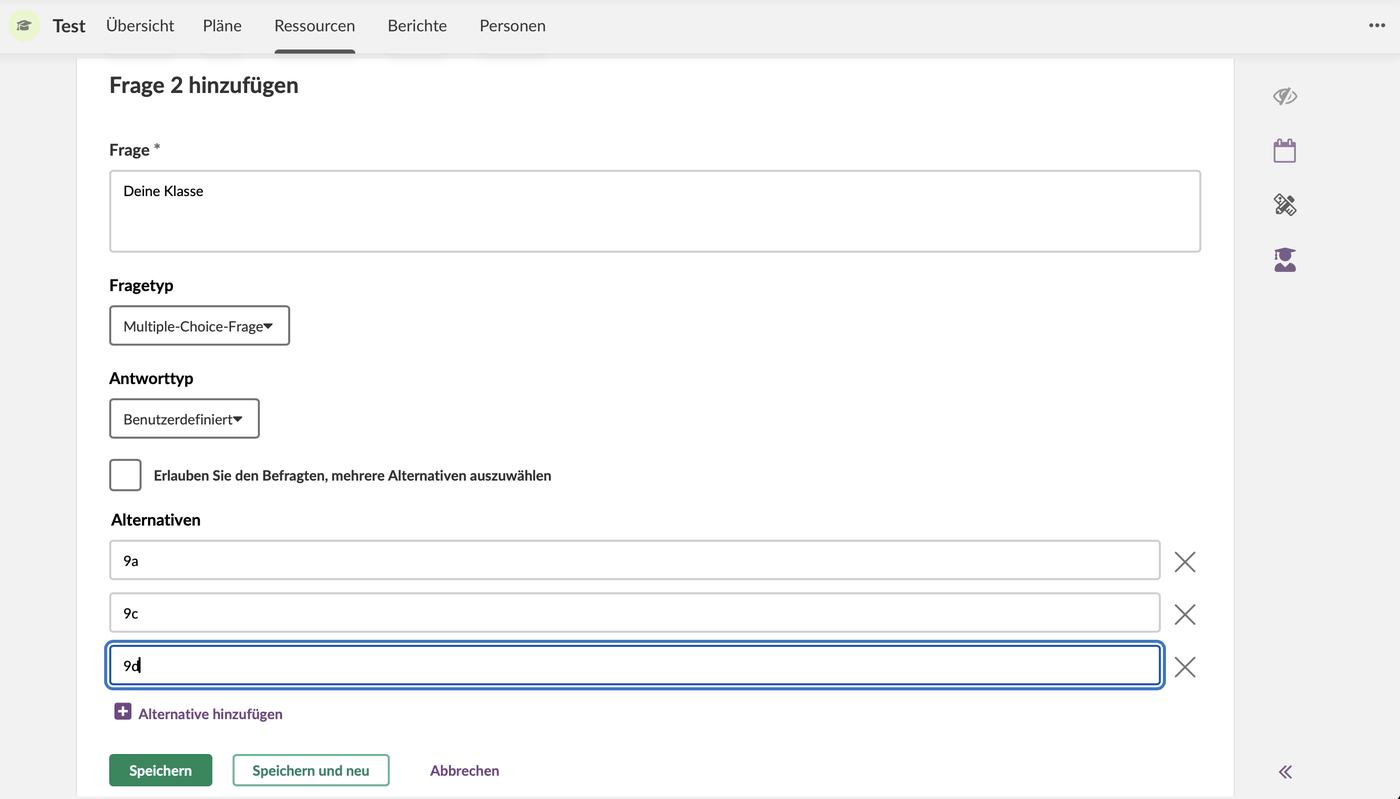 Test Übersicht Pläne Ressourcen Berichte Personen
Frage 2 hinzufügen
Frage *
Deine Klasse
Fragetyp
Multiple-Choice-Frage
Antworttyp
Benutzerdefiniert
Erlauben Sie den Befragten, mehrere Alternativen auszuwählen
Alternativen
9a
9c
9d
Alternative hinzufügen
Speichern Speichern und neu Abbrechen